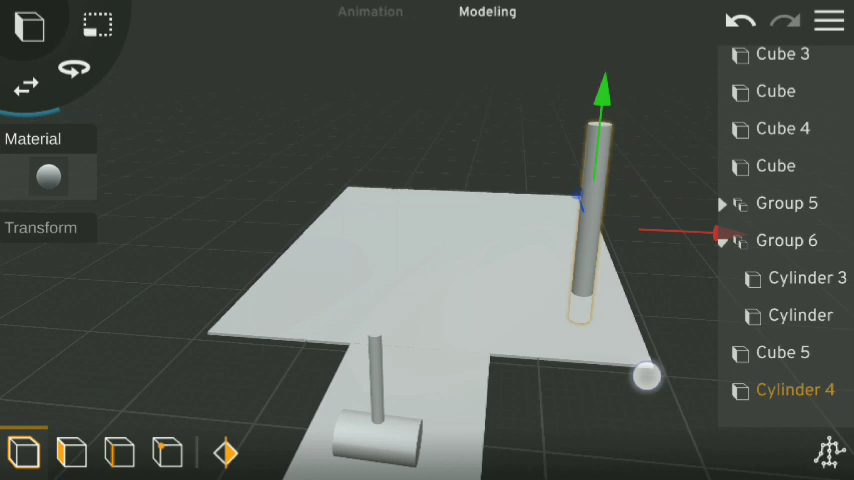 Animation
Modeling
Material
Transform
Cube 3
Cube
Cube 4
Cube
Group 5
Group 6
Cylinder 3
Cylinder
Cube 5
Cylinder 4